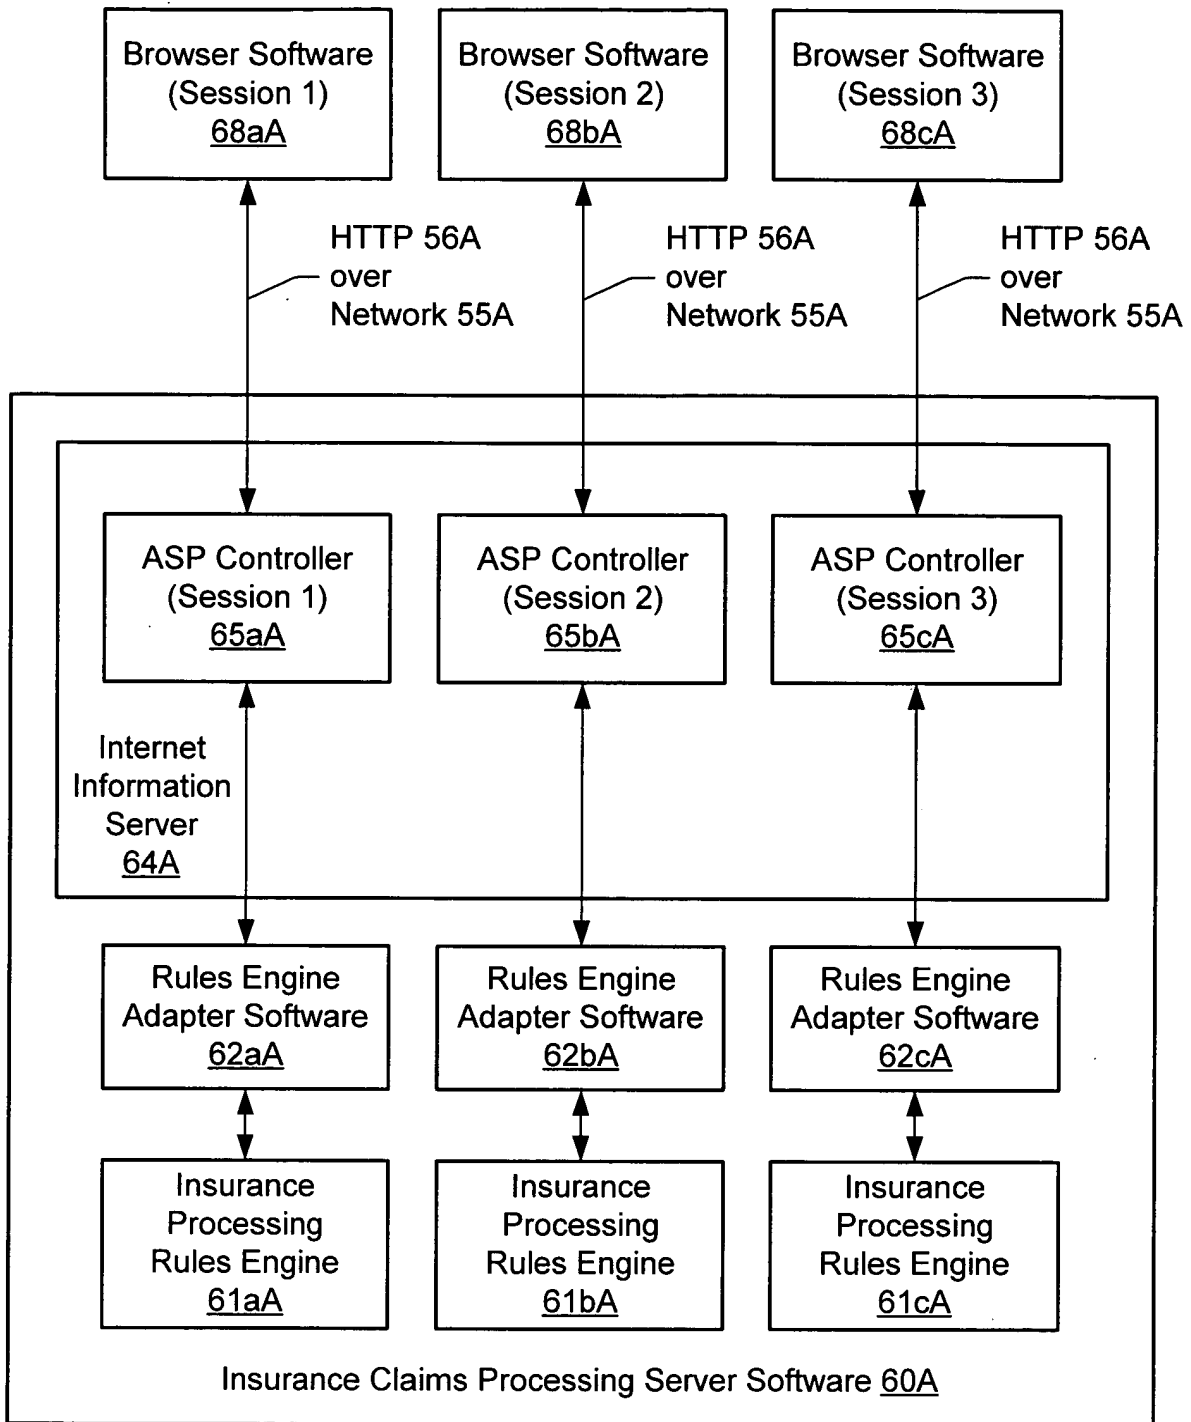 Browser Software
(Session 1)
68aA
Browser Software
(Session 2)
68bA
Browser Software
(Session 3)
68cA
HTTP 56A
over
Network 55A
HTTP 56A
over
Network 55A
HTTP 56A
over
Network 55A
ASP Controller
(Session 1)
65aA
ASP Controller
(Session 2)
65bA
ASP Controller
(Session 3)
65cA
Internet
Information
Server
64A
Rules Engine
Adapter Software
62aA
Rules Engine
Adapter Software
62bA
Rules Engine
Adapter Software
62cA
Insurance
Processing
Rules Engine
61aA
Insurance
Processing
Rules Engine
61bA
Insurance
Processing
Rules Engine
61cA
Insurance Claims Processing Server Software 60A